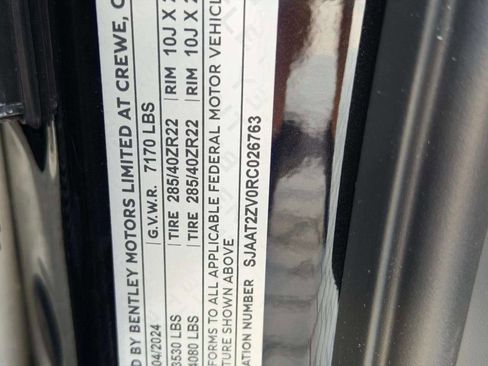 D BY BENTLEY MOTORS LIMITED AT CREWE,
04/2024 G.V.W.R. 7170 LBS
3530 LBS TIRE 285/40ZR22 RIM 10J X
4080 LBS TIRE 285/40ZR22 RIM 10J X
FORMS TO ALL APPLICABLE FEDERAL MOTOR VEHICL
TURE SHOWN ABOVE
ATION NUMBER SJAAT2ZV0RC026763